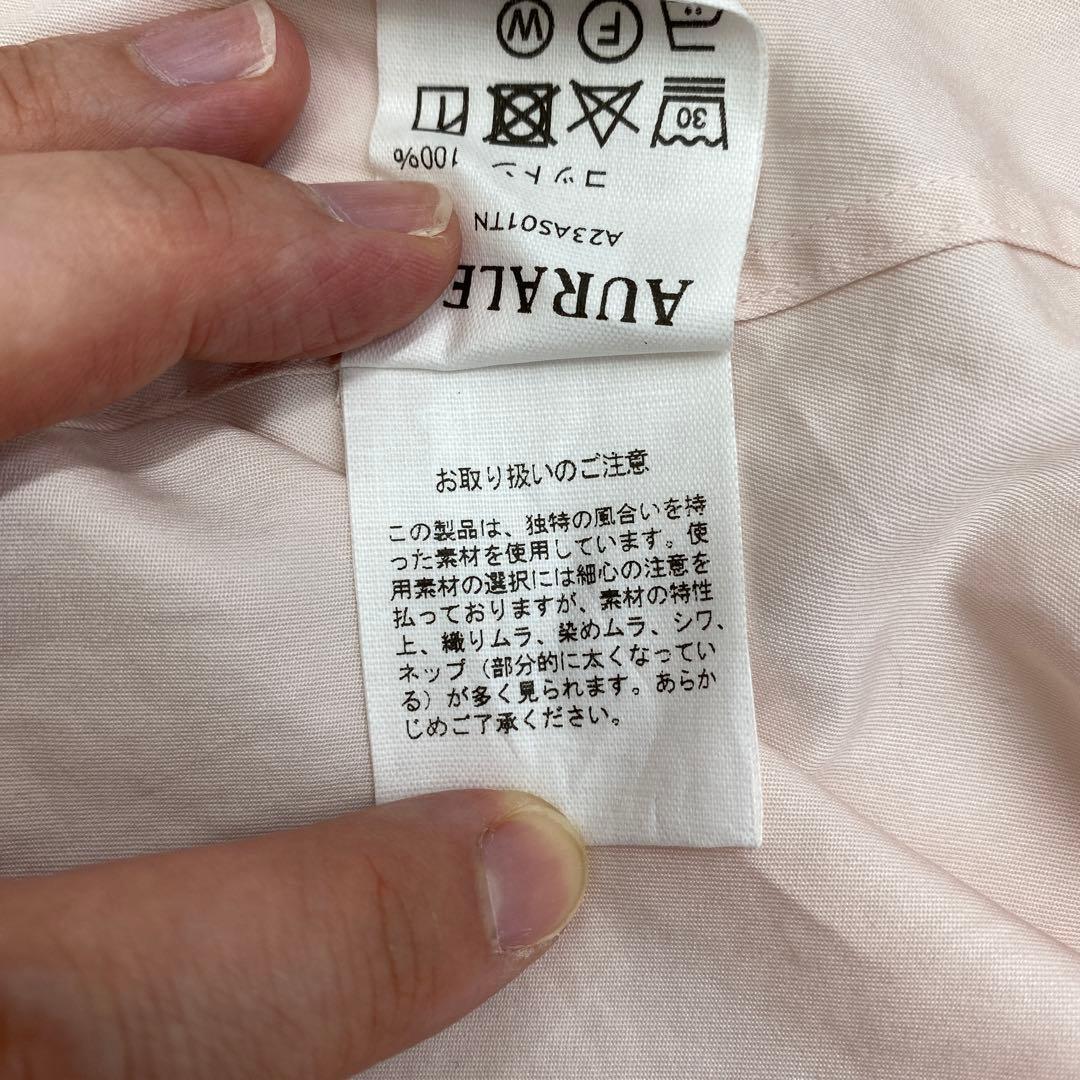 AURALE
A23AS01TN
コットン 100%
30
F
W
お取り扱いのご注意
この製品は、独特の風合いを持
った素材を使用しています。使
用素材の選択には細心の注意を
払っておりますが、素材の特性
上、織りムラ、染めムラ、シワ、
ネップ（部分的に太くなってい
る）が多く見られます。あらか
じめご了承ください。